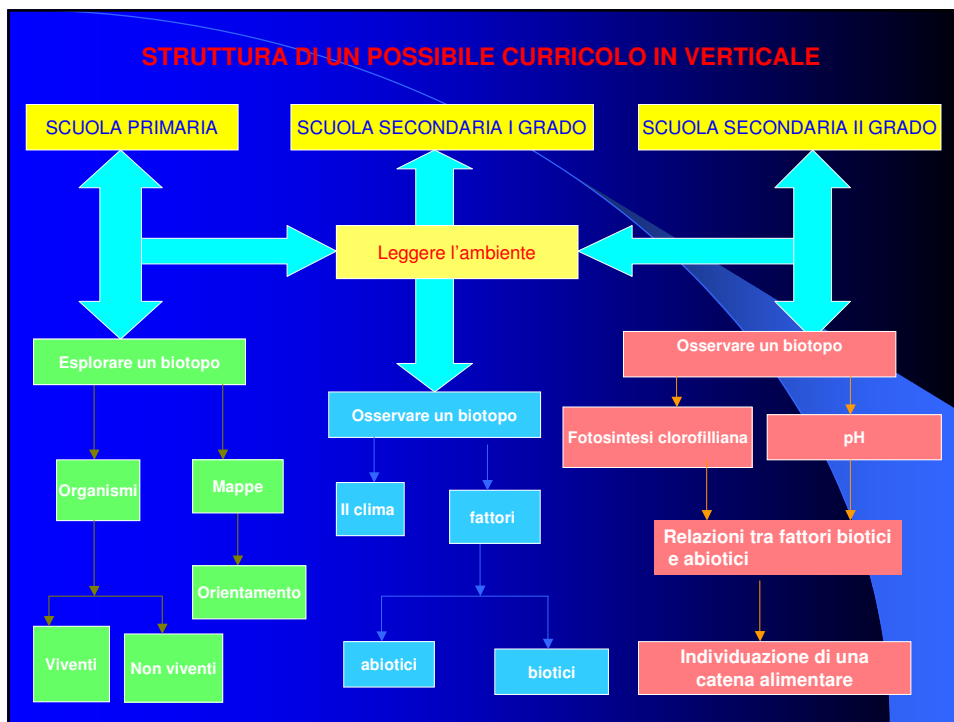 STRUTTURA DI UN POSSIBILE CURRICOLO IN VERTICALE
SCUOLA PRIMARIA
SCUOLA SECONDARIA I GRADO
SCUOLA SECONDARIA II GRADO
Leggere l'ambiente
Esplorare un biotopo
Organismi
Mappe
Orientamento
Viventi
Non viventi
Osservare un biotopo
Il clima
fattori
abiotici
biotici
Osservare un biotopo
Fotosintesi clorofilliana
pH
Relazioni tra fattori biotici
e abiotici
Individuazione di una
catena alimentare